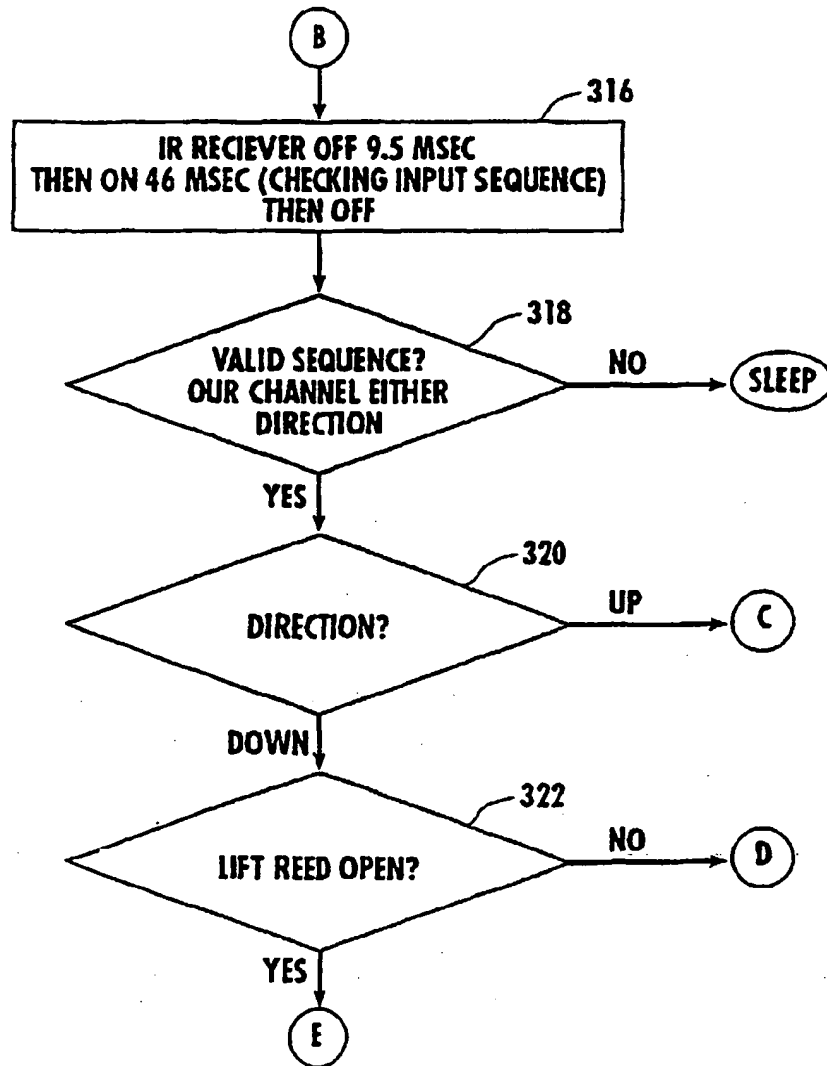 B
316
IR RECIEVER OFF 9.5 MSEC
THEN ON 46 MSEC (CHECKING INPUT SEQUENCE)
THEN OFF
318
VALID SEQUENCE?
OUR CHANNEL EITHER
DIRECTION
NO
SLEEP
YES
320
DIRECTION?
UP
C
DOWN
322
LIFT REED OPEN?
NO
D
YES
E